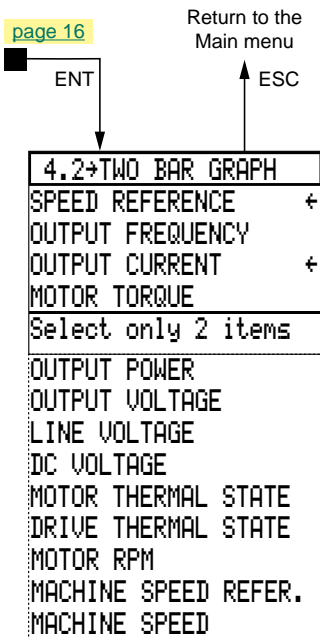 page 16
Return to the
Main menu
ENT
ESC
4.2→TWO BAR GRAPH
SPEED REFERENCE ←
OUTPUT FREQUENCY
OUTPUT CURRENT ←
MOTOR TORQUE
Select only 2 items
OUTPUT POWER
OUTPUT VOLTAGE
LINE VOLTAGE
DC VOLTAGE
MOTOR THERMAL STATE
DRIVE THERMAL STATE
MOTOR RPM
MACHINE SPEED REFER.
MACHINE SPEED